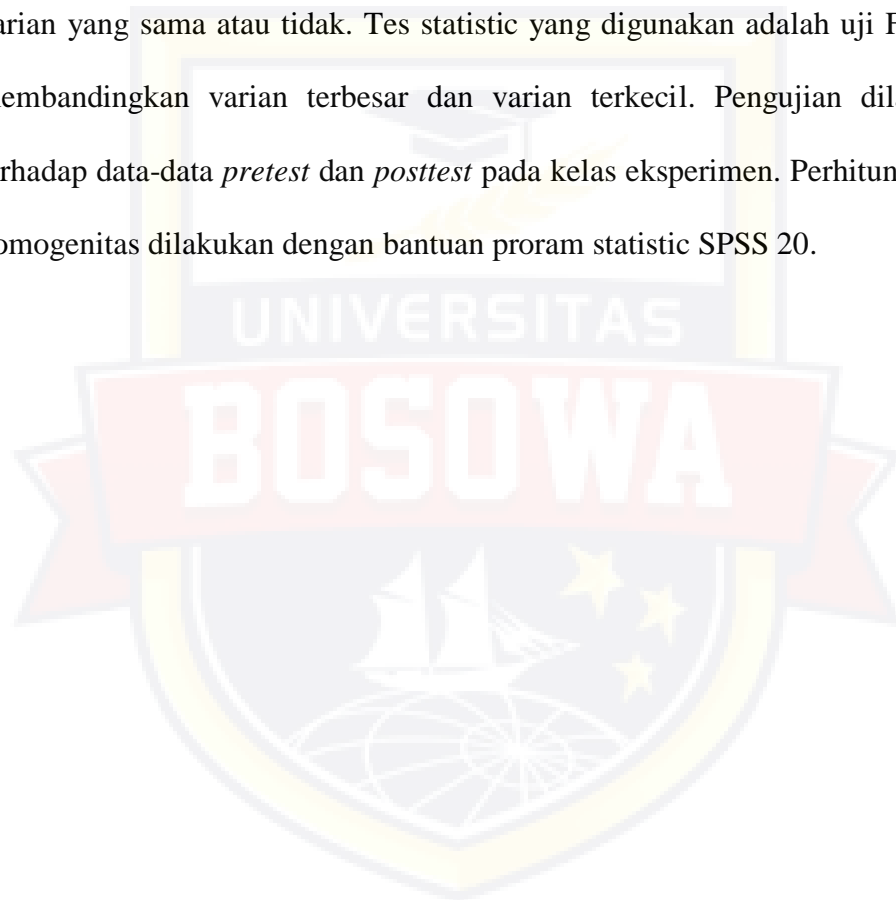 arian yang sama atau tidak. Tes statistic yang digunakan adalah uji F
embandingkan varian terbesar dan varian terkecil. Pengujian dil
rhadap data-data pretest dan posttest pada kelas eksperimen. Perhitun
omogenitas dilakukan dengan bantuan proram statistic SPSS 20.
UNIVERSITAS
BOSOWA